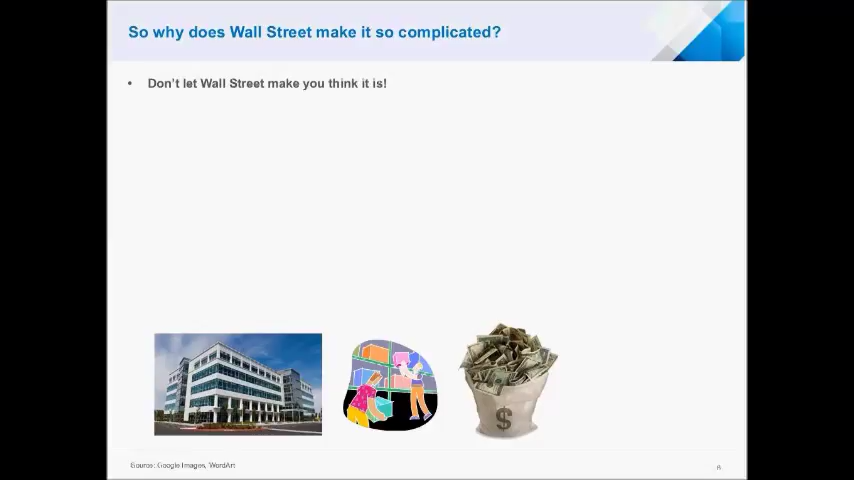 So why does Wall Street make it so complicated?
• Don't let Wall Street make you think it is!
$
Source: Google Images, WordArt